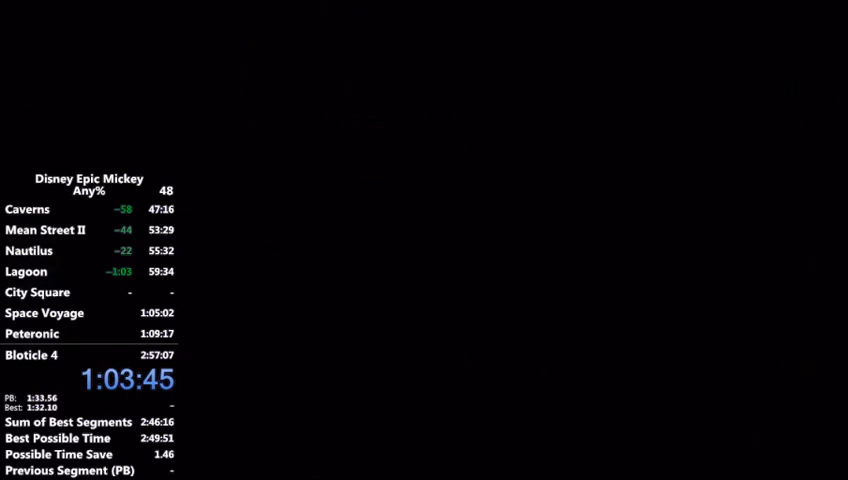 Disney Epic Mickey
Any% 48
Caverns −58 47:16
Mean Street II −44 53:29
Nautilus −22 55:32
Lagoon −1:03 59:34
City Square - -
Space Voyage 1:05:02
Peteronic 1:09:17
Bloticle 4 2:57:07
1:03:45
PB: 1:33.56
Best: 1:32.10 -
Sum of Best Segments 2:46:16
Best Possible Time 2:49:51
Possible Time Save 1.46
Previous Segment (PB) -